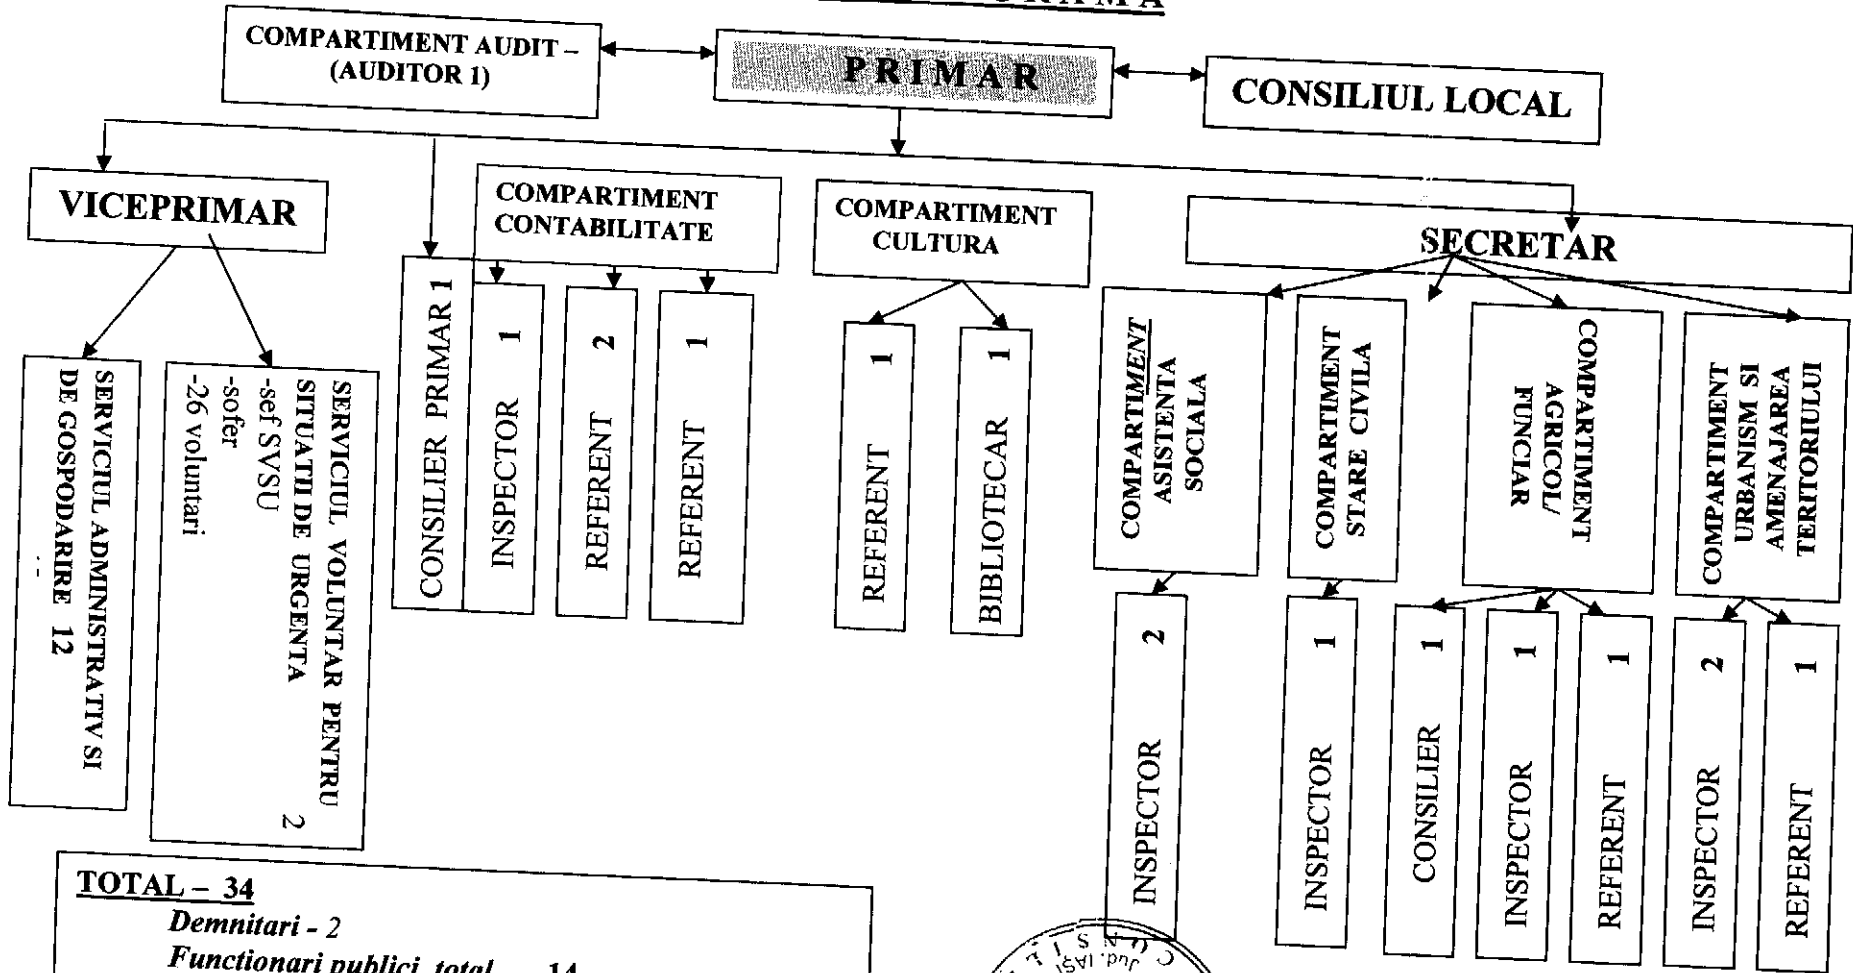 COMPARTIMENT AUDIT –
(AUDITOR 1)
PRIMAR
CONSILIUL LOCAL
VICEPRIMAR
COMPARTIMENT
CONTABILITATE
COMPARTIMENT
CULTURA
SECRETAR
SERVICIUL ADMINISTRATIV SI
DE GOSPODARIRE 12
SERVICIUL VOLUNTAR PENTRU
SITUATII DE URGENTA 2
-sef SVSU
-sofer
-26 voluntari
CONSILIER PRIMAR 1
INSPECTOR 1
REFERENT 2
REFERENT 1
REFERENT 1
BIBLIOTECAR 1
COMPARTIMENT
ASISTENTA
SOCIALA
COMPARTIMENT
STARE CIVILA
COMPARTIMENT
AGRICOL/
FUNCIAR
COMPARTIMENT
URBANISM SI
AMENAJAREA
TERITORIULUI
INSPECTOR 2
INSPECTOR 1
CONSILIER 1
INSPECTOR 1
REFERENT 1
INSPECTOR 2
REFERENT 1
TOTAL – 34
Demnitari - 2
Functionari publici, total 14
Jud. IAȘI